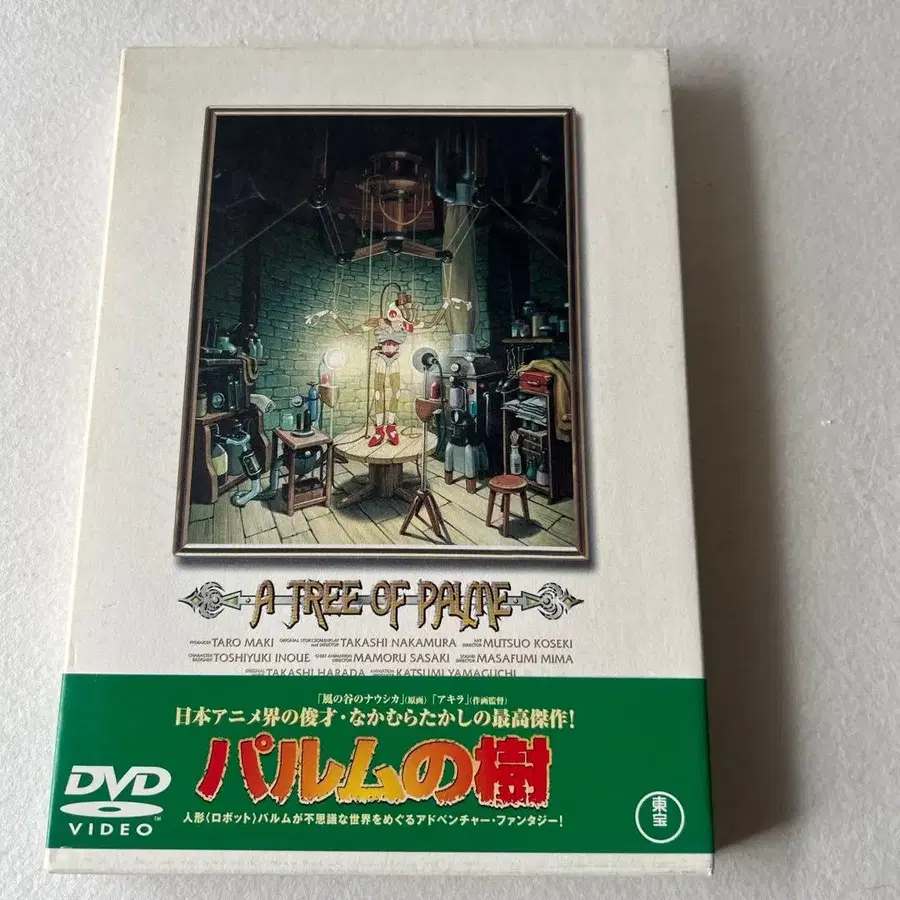 A TREE OF PALME
PRODUCER TARO MAKI ORIGINAL STORY/SCREENPLAY and DIRECTOR TAKASHI NAKAMURA ART DIRECTOR MUTSUO KOSEKI
CHARACTER DESIGNER TOSHIYUKI INOUE CHIEF ANIMATION DIRECTOR MAMORU SASAKI SOUND DIRECTOR MASAFUMI MIMA
TAKASHI HARADA KATSUMI YAMAGUCHI
「風の谷のナウシカ」(原画)「アキラ」(作画監督)
日本アニメ界の俊才・なかむらたかしの最高傑作!
パルムの樹
DVD
VIDEO
TM
人形〈ロボット〉パルムが不思議な世界をめぐるアドベンチャー・ファンタジー!
東宝